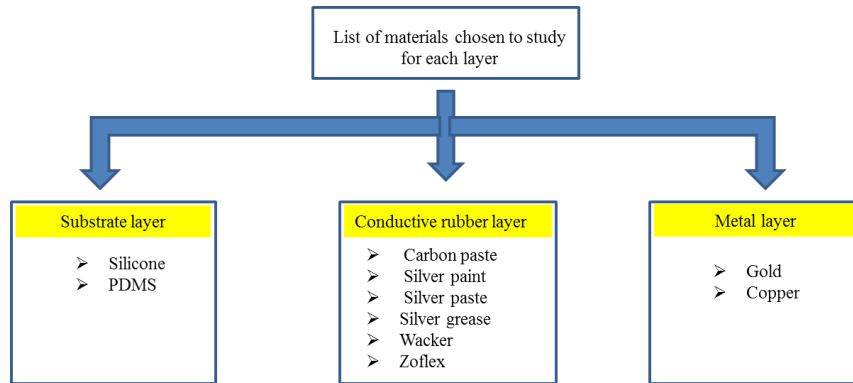 List of materials chosen to study
for each layer
Substrate layer
➢ Silicone
➢ PDMS
Conductive rubber layer
➢ Carbon paste
➢ Silver paint
➢ Silver paste
➢ Silver grease
➢ Wacker
➢ Zoflex
Metal layer
➢ Gold
➢ Copper